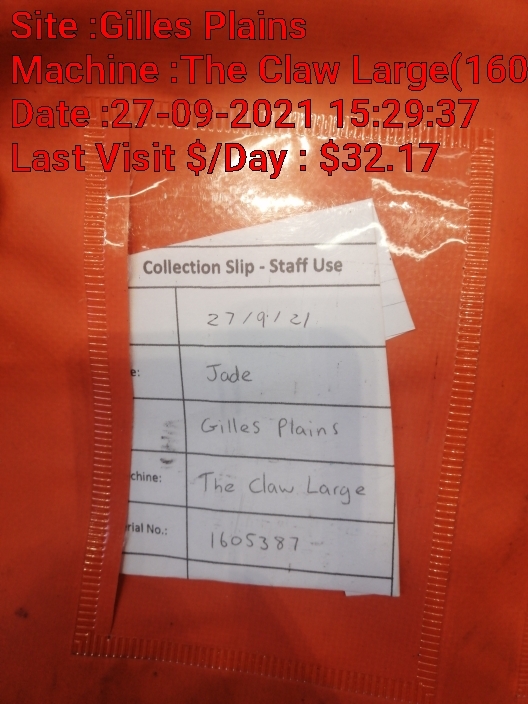 Site :Gilles Plains
Machine :The Claw Large(160
Date :27-09-2021 15:29:37
Last Visit $/Day : $32.17
Collection Slip - Staff Use
27/9/21
e:
Jade
Gilles Plains
chine:
The Claw Large
rial No.:
1605387